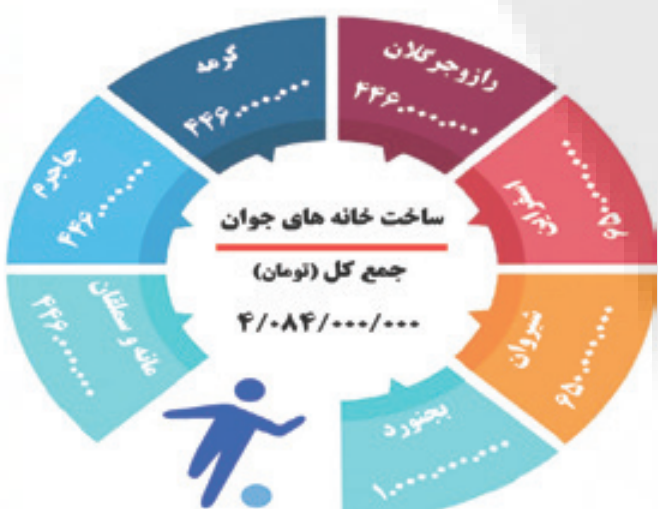 ساخت خانه های جوان
جمع کل (تومان)
۴/۰۸۴/۰۰۰/۰۰۰
رازوجرگلان
۴۴۶.۰۰۰.۰۰۰
اسفراین
۶۵۰.۰۰۰.۰۰۰
شیروان
۶۵۰.۰۰۰.۰۰۰
بجنورد
۱.۰۰۰.۰۰۰.۰۰۰
گرمه
۴۴۶.۰۰۰.۰۰۰
جاجرم
۴۴۶.۰۰۰.۰۰۰
مانه و سملقان
۴۴۶.۰۰۰.۰۰۰